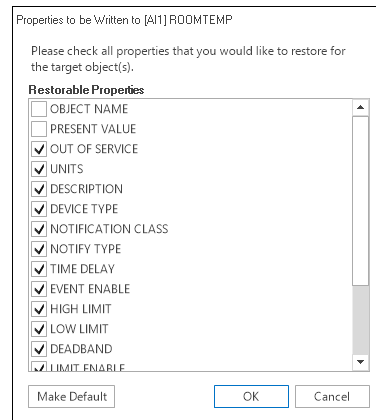 Properties to be Written to [AI1] ROOMTEMP
Please check all properties that you would like to restore for
the target object(s).
Restorable Properties
OBJECT NAME
PRESENT VALUE
OUT OF SERVICE
UNITS
DESCRIPTION
DEVICE TYPE
NOTIFICATION CLASS
NOTIFY TYPE
TIME DELAY
EVENT ENABLE
HIGH LIMIT
LOW LIMIT
DEADBAND
LIMIT ENABLE
Make Default OK Cancel